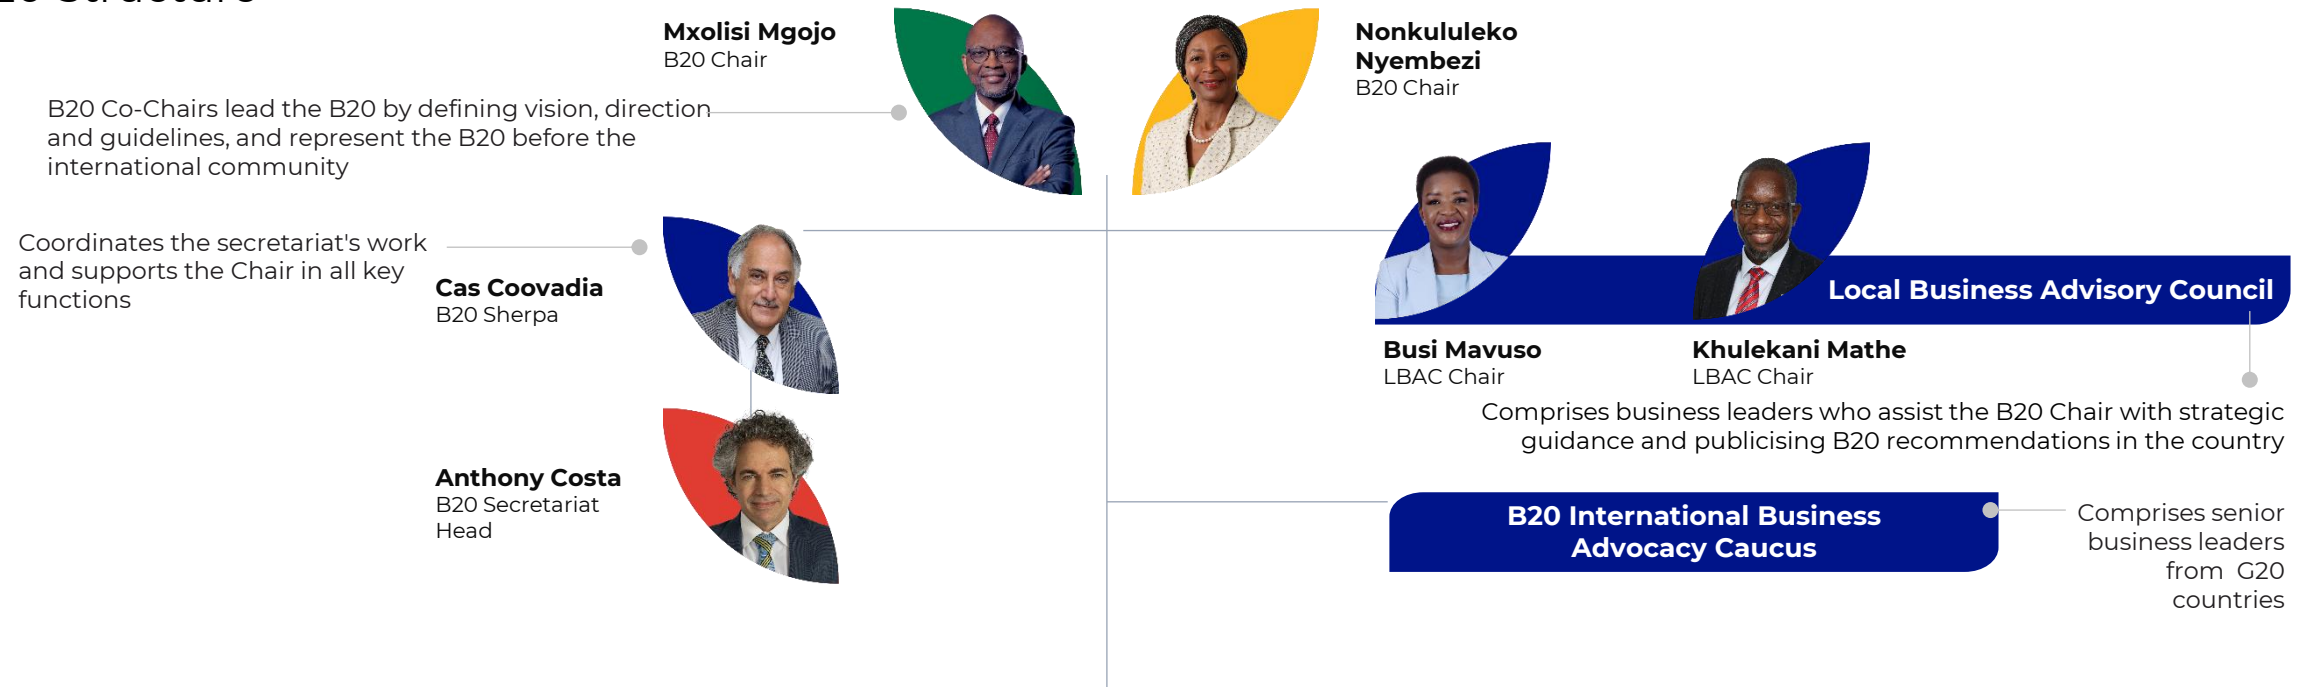 Mxolisi Mgojo
B20 Chair
Nonkululeko
Nyembezi
B20 Chair
B20 Co-Chairs lead the B20 by defining vision, direction
and guidelines, and represent the B20 before the
international community
Coordinates the secretariat's work
and supports the Chair in all key
functions
Cas Coovadia
B20 Sherpa
Local Business Advisory Council
Busi Mavuso
LBAC Chair
Khulekani Mathe
LBAC Chair
Comprises business leaders who assist the B20 Chair with strategic
guidance and publicising B20 recommendations in the country
Anthony Costa
B20 Secretariat
Head
B20 International Business
Advocacy Caucus
Comprises senior
business leaders
from  G20
countries